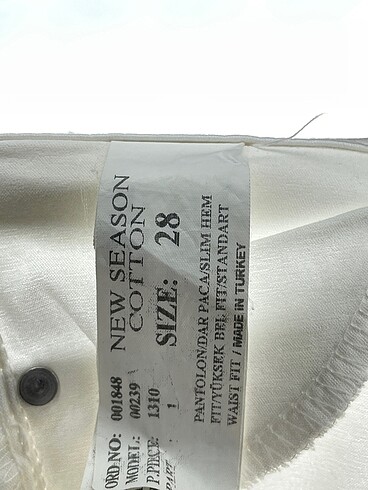 ORD.NO: 001848 NEW SEASON
MODEL: 00239 COTTON
P.PIECE: 1310 SIZE: 28
PART : 1
PANTOLON/DAR PAÇA/SLIM HEM
FIT/YÜKSEK BEL FIT/STANDART
WAIST FIT / MADE IN TURKEY